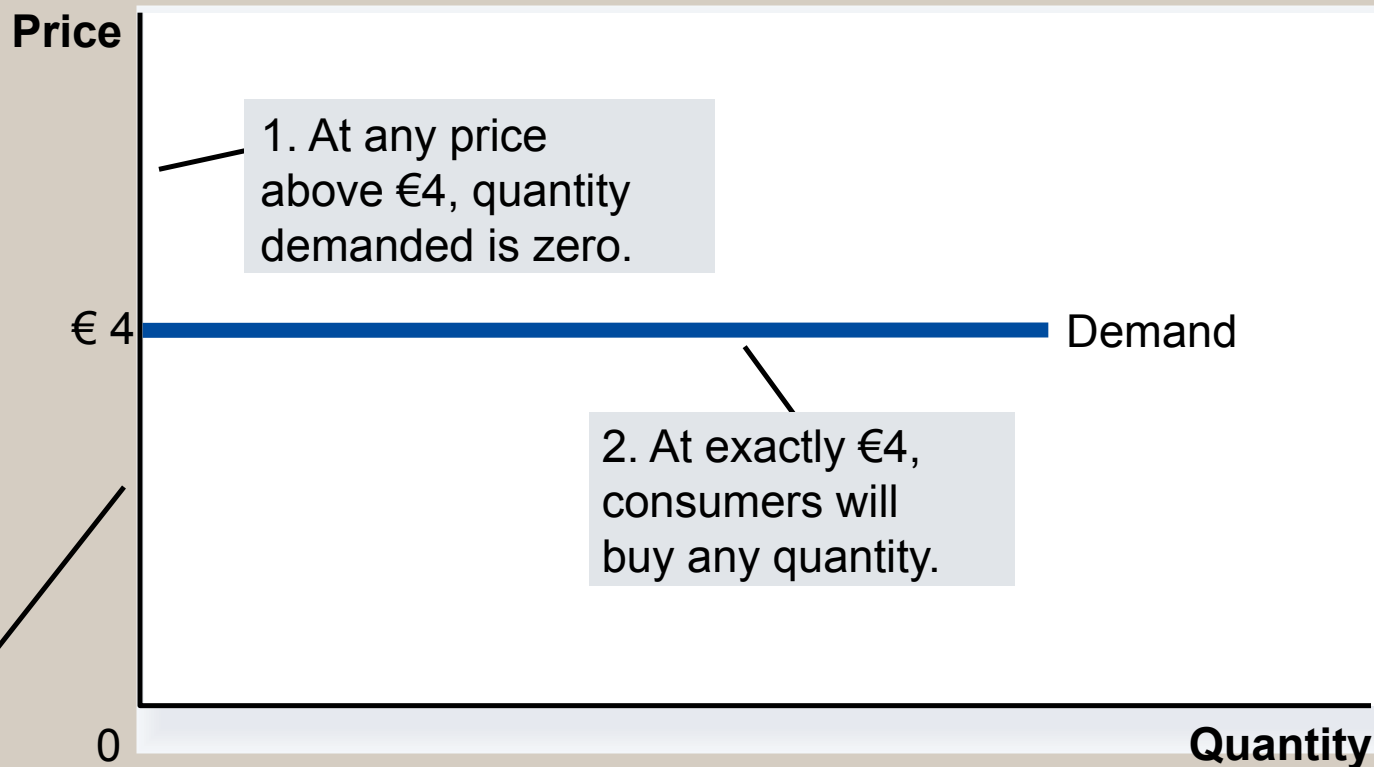 Price
1. At any price
above €4, quantity
demanded is zero.
€ 4
Demand
2. At exactly €4,
consumers will
buy any quantity.
0
Quantity